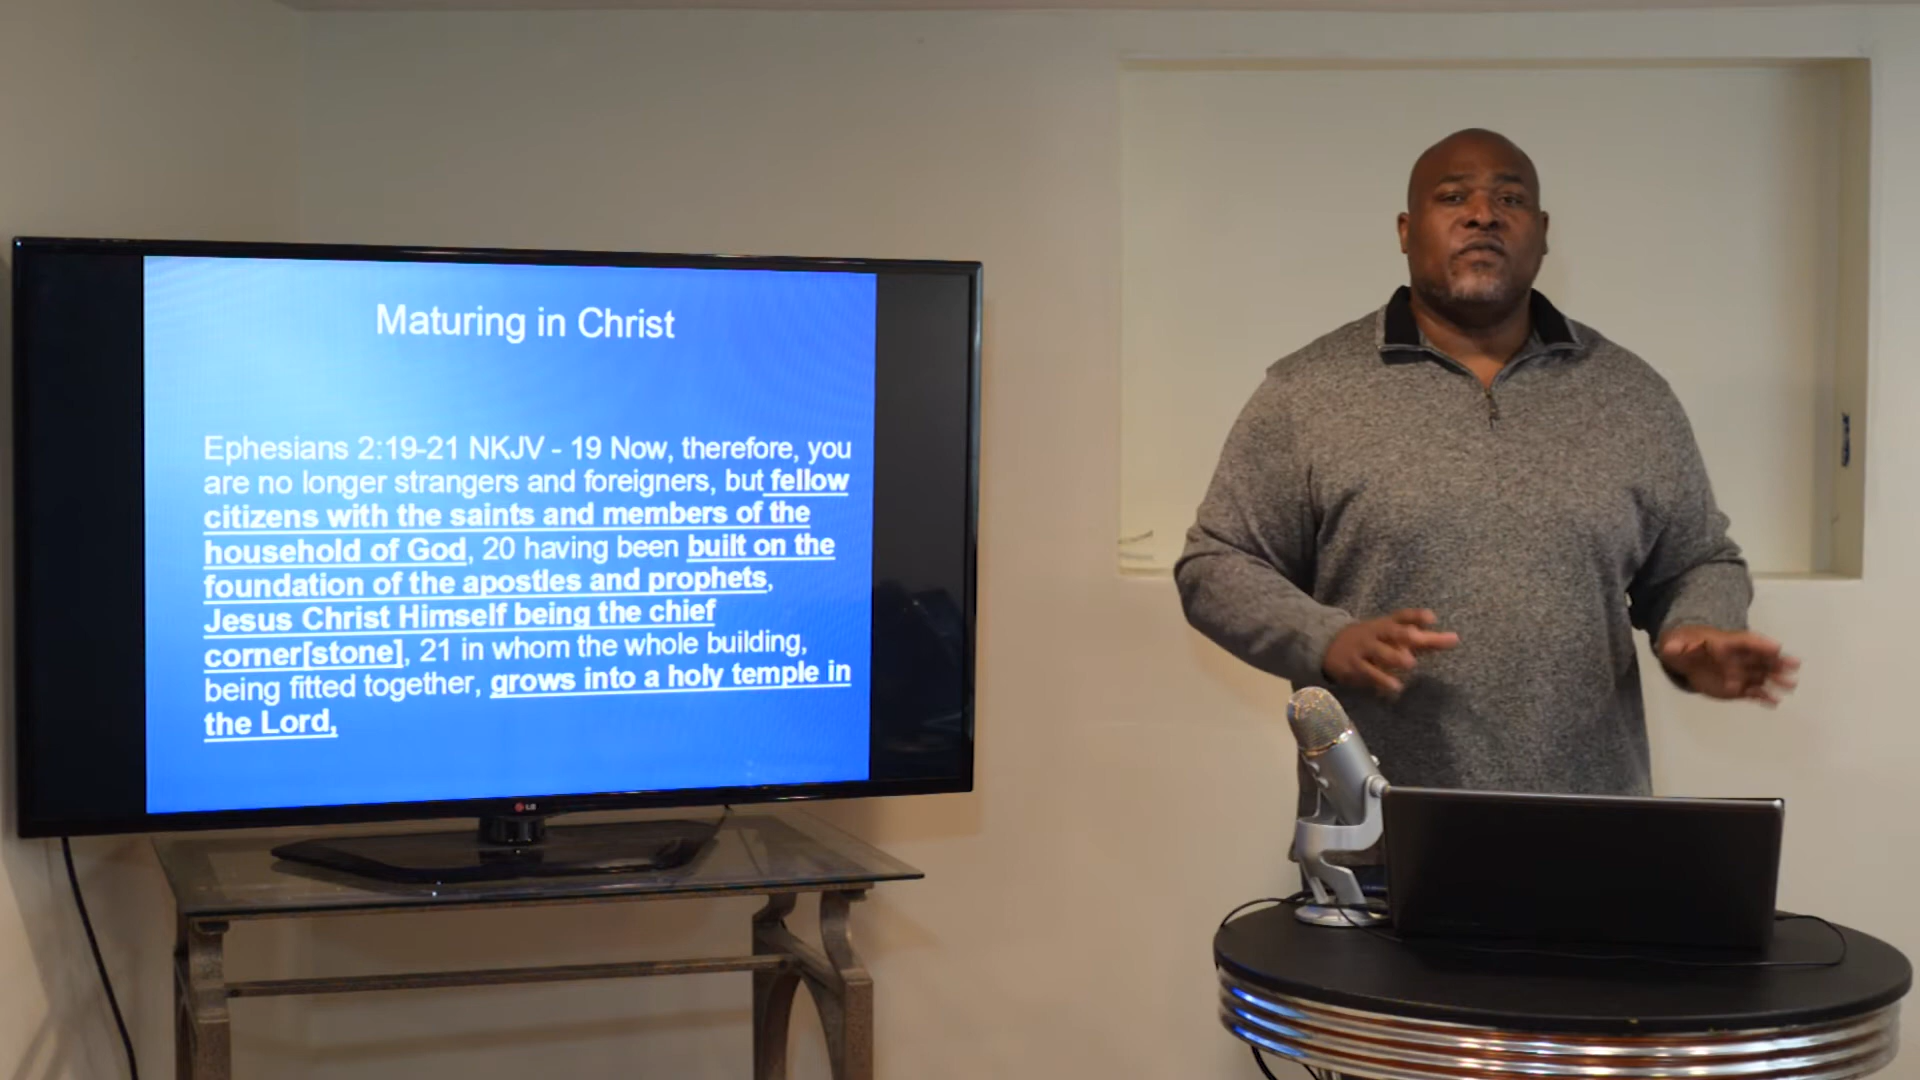 Maturing in Christ
Ephesians 2:19-21 NKJV - 19 Now, therefore, you
are no longer strangers and foreigners, but fellow
citizens with the saints and members of the
household of God, 20 having been built on the
foundation of the apostles and prophets,
Jesus Christ Himself being the chief
corner[stone], 21 in whom the whole building,
being fitted together, grows into a holy temple in
the Lord,
LG